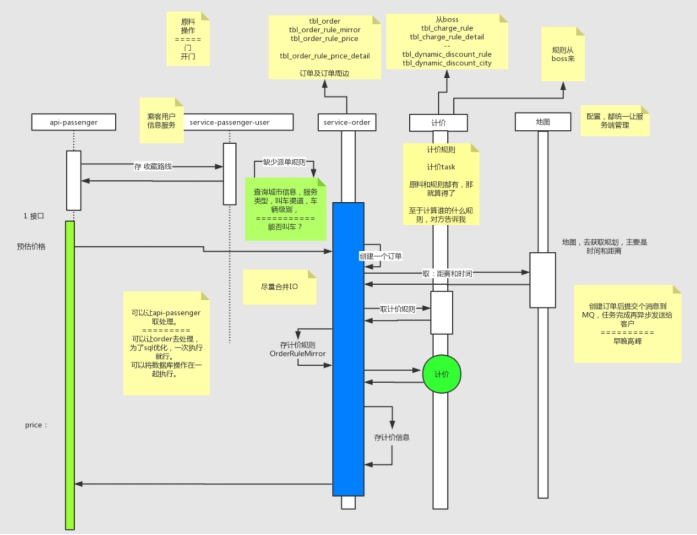 原料
操作
=====
门
开门
tbl_order
tbl_order_rule_mirror
tbl_order_rule_price
tbl_order_rule_price_detail
订单及订单周边
从boss
tbl_charge_rule
tbl_charge_rule_detail
--
tbl_dynamic_discount_rule
tbl_dynamic_discount_city
规则从
boss来
乘客用户
信息服务
api-passenger
service-passenger-user
service-order
计价
地图
配置，都统一让服
务端管理
存 收藏路线
缺少派单规则
查询城市信息，服务
类型，叫车渠道，车
辆级别，
===========
能否叫车？
计价规则
计价task
原料和规则都有，那
就算得了
至于计算谁的什么规
则，对方告诉我
1 接口
预估价格
创建一个订单
地图，去获取规划，主要是
时间和距离
取：距离和时间
尽量合并IO
取计价规则
可以让api-passenger
取处理。
=========
可以让order去处理，
为了sql优化，一次执行
就行。
可以将数据库操作在一
起执行。
创建订单后提交个消息到
MQ，任务完成再异步发送给
客户
==========
早晚高峰
存计价规则
OrderRuleMirror
计价
price：
存计价信息